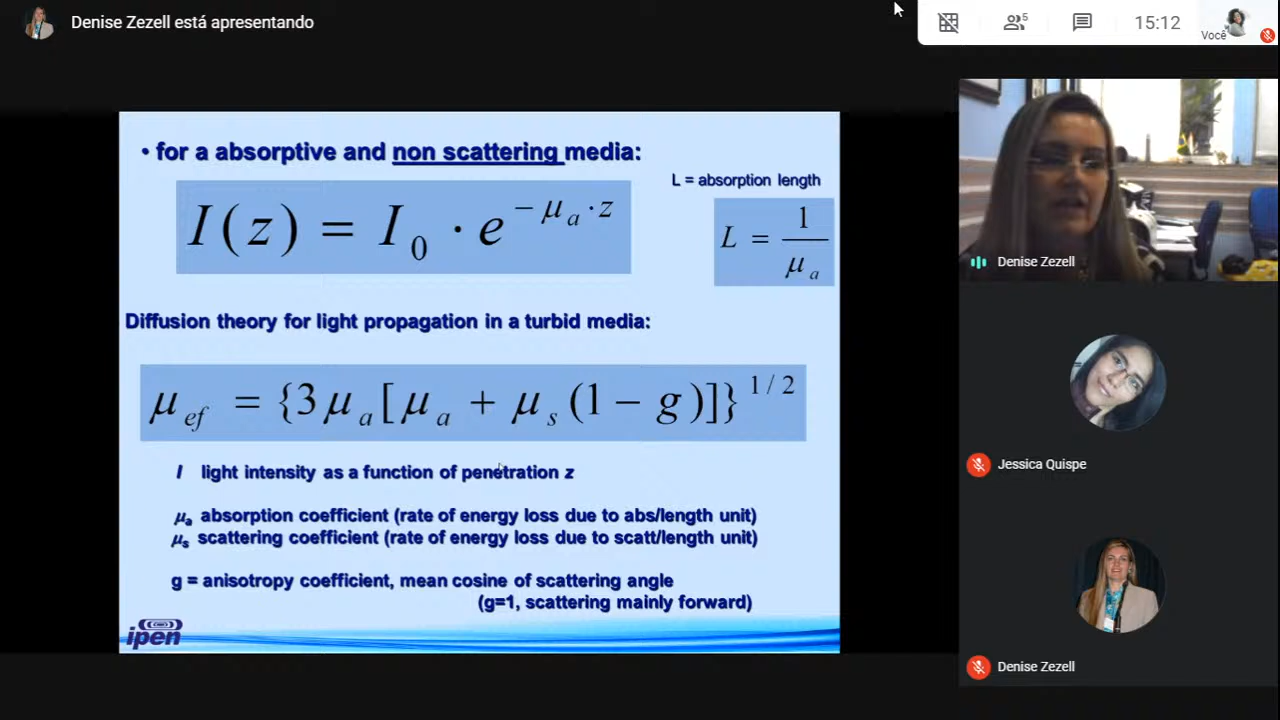 Denise Zezell está apresentando
5
15:12
Você
• for a absorptive and non scattering media:
L = absorption length
I(z) = I₀ · e^(−μₐ·z)
L = 1/μₐ
Diffusion theory for light propagation in a turbid media:
μ_ef = {3μₐ[μₐ + μₛ(1 − g)]}^(1/2)
I light intensity as a function of penetration z
μₐ absorption coefficient (rate of energy loss due to abs/length unit)
μₛ scattering coefficient (rate of energy loss due to scatt/length unit)
g = anisotropy coefficient, mean cosine of scattering angle
(g=1, scattering mainly forward)
ipen
Denise Zezell
Jessica Quispe
Denise Zezell